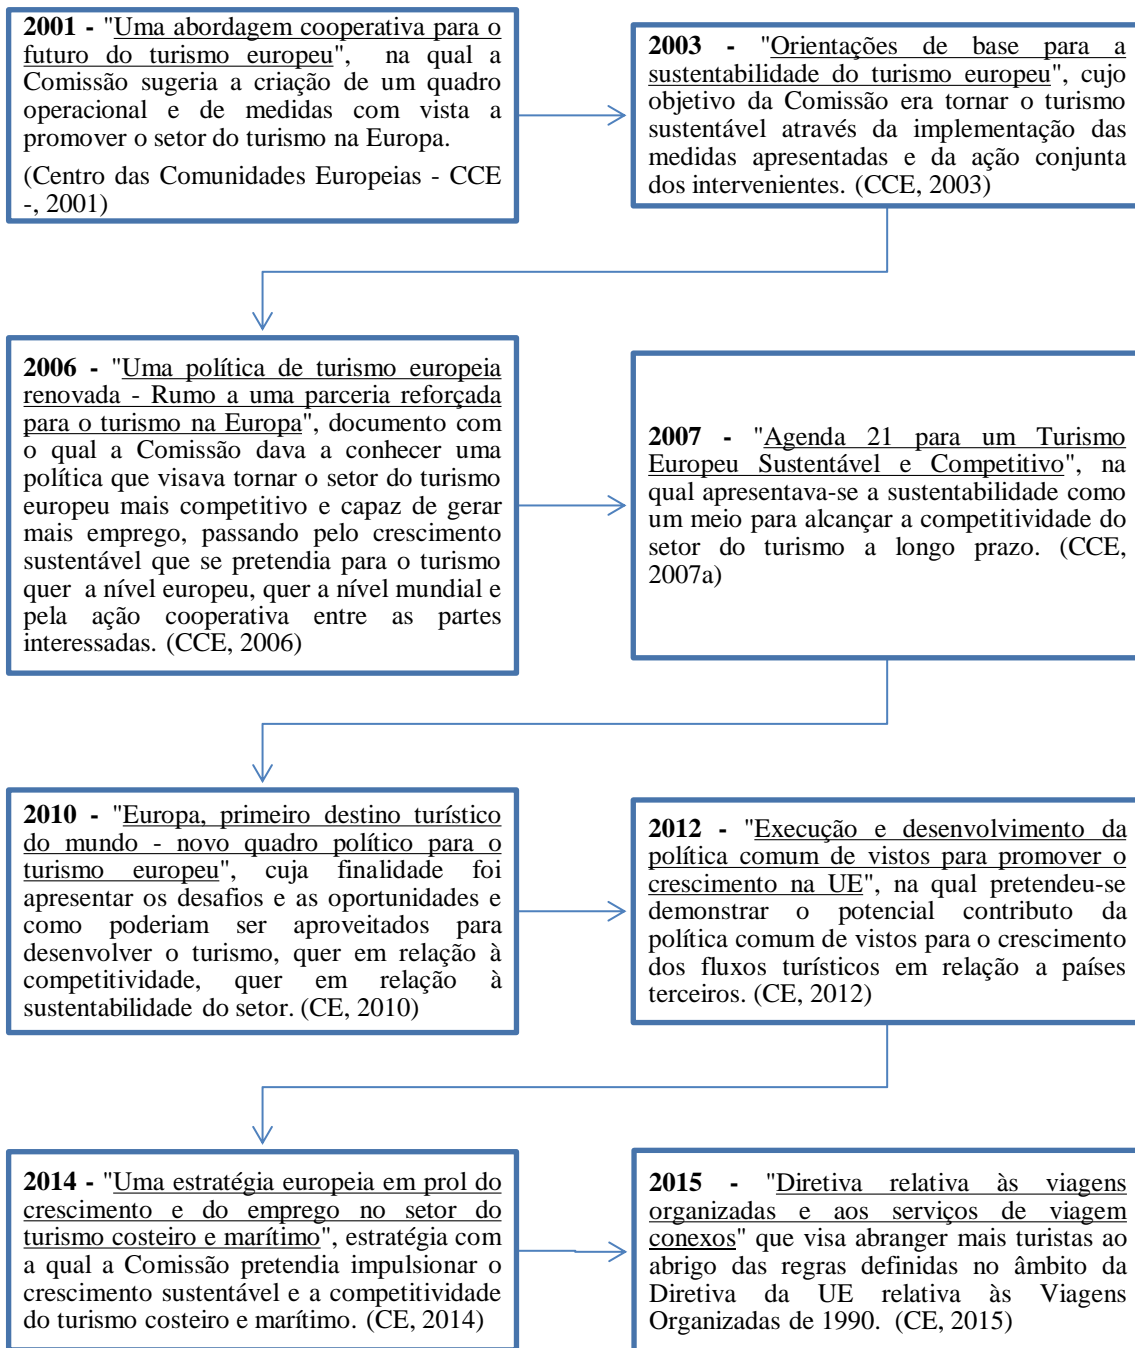 2001 - "Uma abordagem cooperativa para o
futuro do turismo europeu", na qual a
Comissão sugeria a criação de um quadro
operacional e de medidas com vista a
promover o setor do turismo na Europa.
(Centro das Comunidades Europeias - CCE
-, 2001)
2003 - "Orientações de base para a
sustentabilidade do turismo europeu", cujo
objetivo da Comissão era tornar o turismo
sustentável através da implementação das
medidas apresentadas e da ação conjunta
dos intervenientes. (CCE, 2003)
2006 - "Uma política de turismo europeia
renovada - Rumo a uma parceria reforçada
para o turismo na Europa", documento com
o qual a Comissão dava a conhecer uma
política que visava tornar o setor do turismo
europeu mais competitivo e capaz de gerar
mais emprego, passando pelo crescimento
sustentável que se pretendia para o turismo
quer a nível europeu, quer a nível mundial e
pela ação cooperativa entre as partes
interessadas. (CCE, 2006)
2007 - "Agenda 21 para um Turismo
Europeu Sustentável e Competitivo", na
qual apresentava-se a sustentabilidade como
um meio para alcançar a competitividade do
setor do turismo a longo prazo. (CCE,
2007a)
2010 - "Europa, primeiro destino turístico
do mundo - novo quadro político para o
turismo europeu", cuja finalidade foi
apresentar os desafios e as oportunidades e
como poderiam ser aproveitados para
desenvolver o turismo, quer em relação à
competitividade, quer em relação à
sustentabilidade do setor. (CE, 2010)
2012 - "Execução e desenvolvimento da
política comum de vistos para promover o
crescimento na UE", na qual pretendeu-se
demonstrar o potencial contributo da
política comum de vistos para o crescimento
dos fluxos turísticos em relação a países
terceiros. (CE, 2012)
2014 - "Uma estratégia europeia em prol do
crescimento e do emprego no setor do
turismo costeiro e marítimo", estratégia com
a qual a Comissão pretendia impulsionar o
crescimento sustentável e a competitividade
do turismo costeiro e marítimo. (CE, 2014)
2015 - "Diretiva relativa às viagens
organizadas e aos serviços de viagem
conexos" que visa abranger mais turistas ao
abrigo das regras definidas no âmbito da
Diretiva da UE relativa às Viagens
Organizadas de 1990. (CE, 2015)